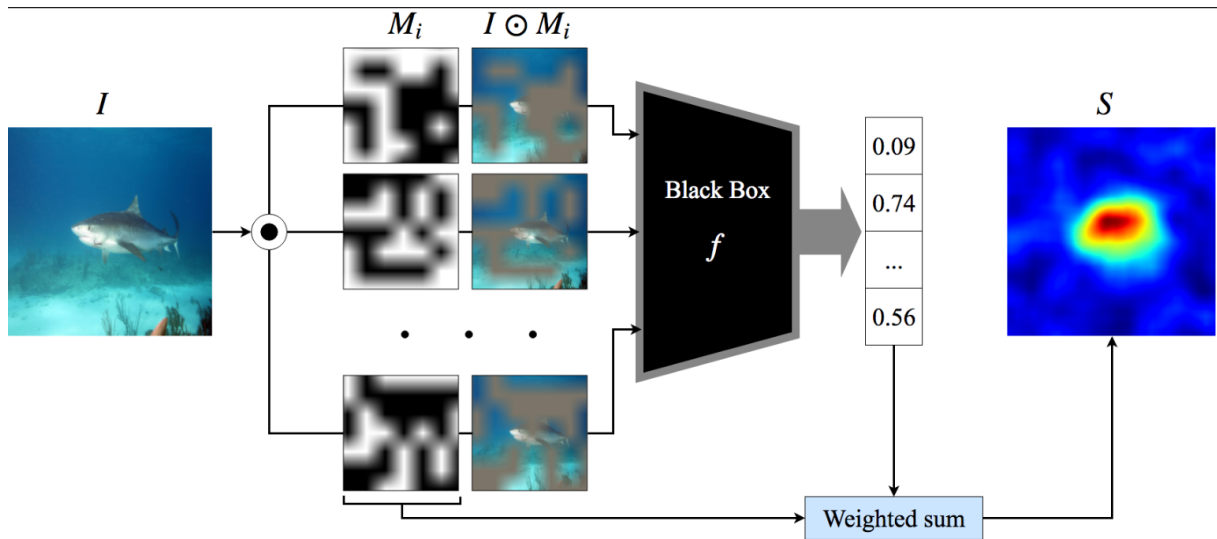 M_i
I ⊙ M_i
I
S
Black Box
f
0.09
0.74
...
0.56
Weighted sum